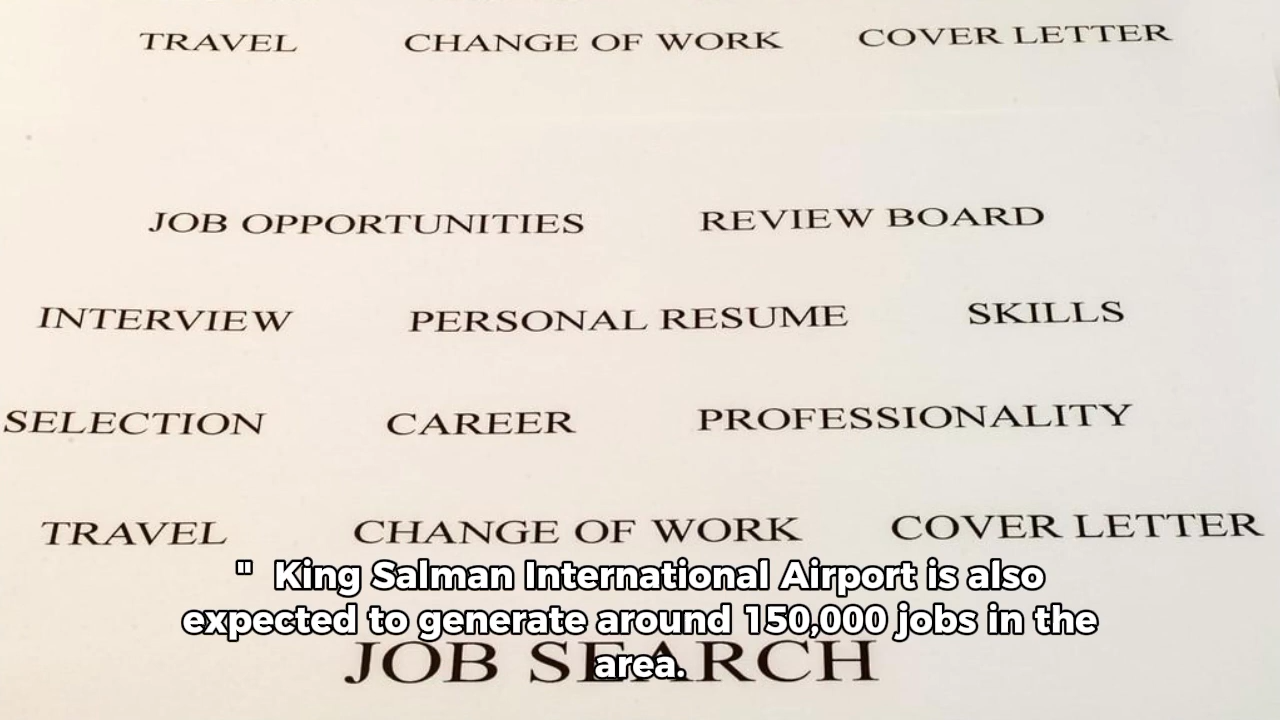 TRAVEL CHANGE OF WORK COVER LETTER
JOB OPPORTUNITIES REVIEW BOARD
INTERVIEW PERSONAL RESUME SKILLS
SELECTION CAREER PROFESSIONALITY
TRAVEL CHANGE OF WORK COVER LETTER
" King Salman International Airport is also
expected to generate around 150,000 jobs in the
area.
JOB SEARCH